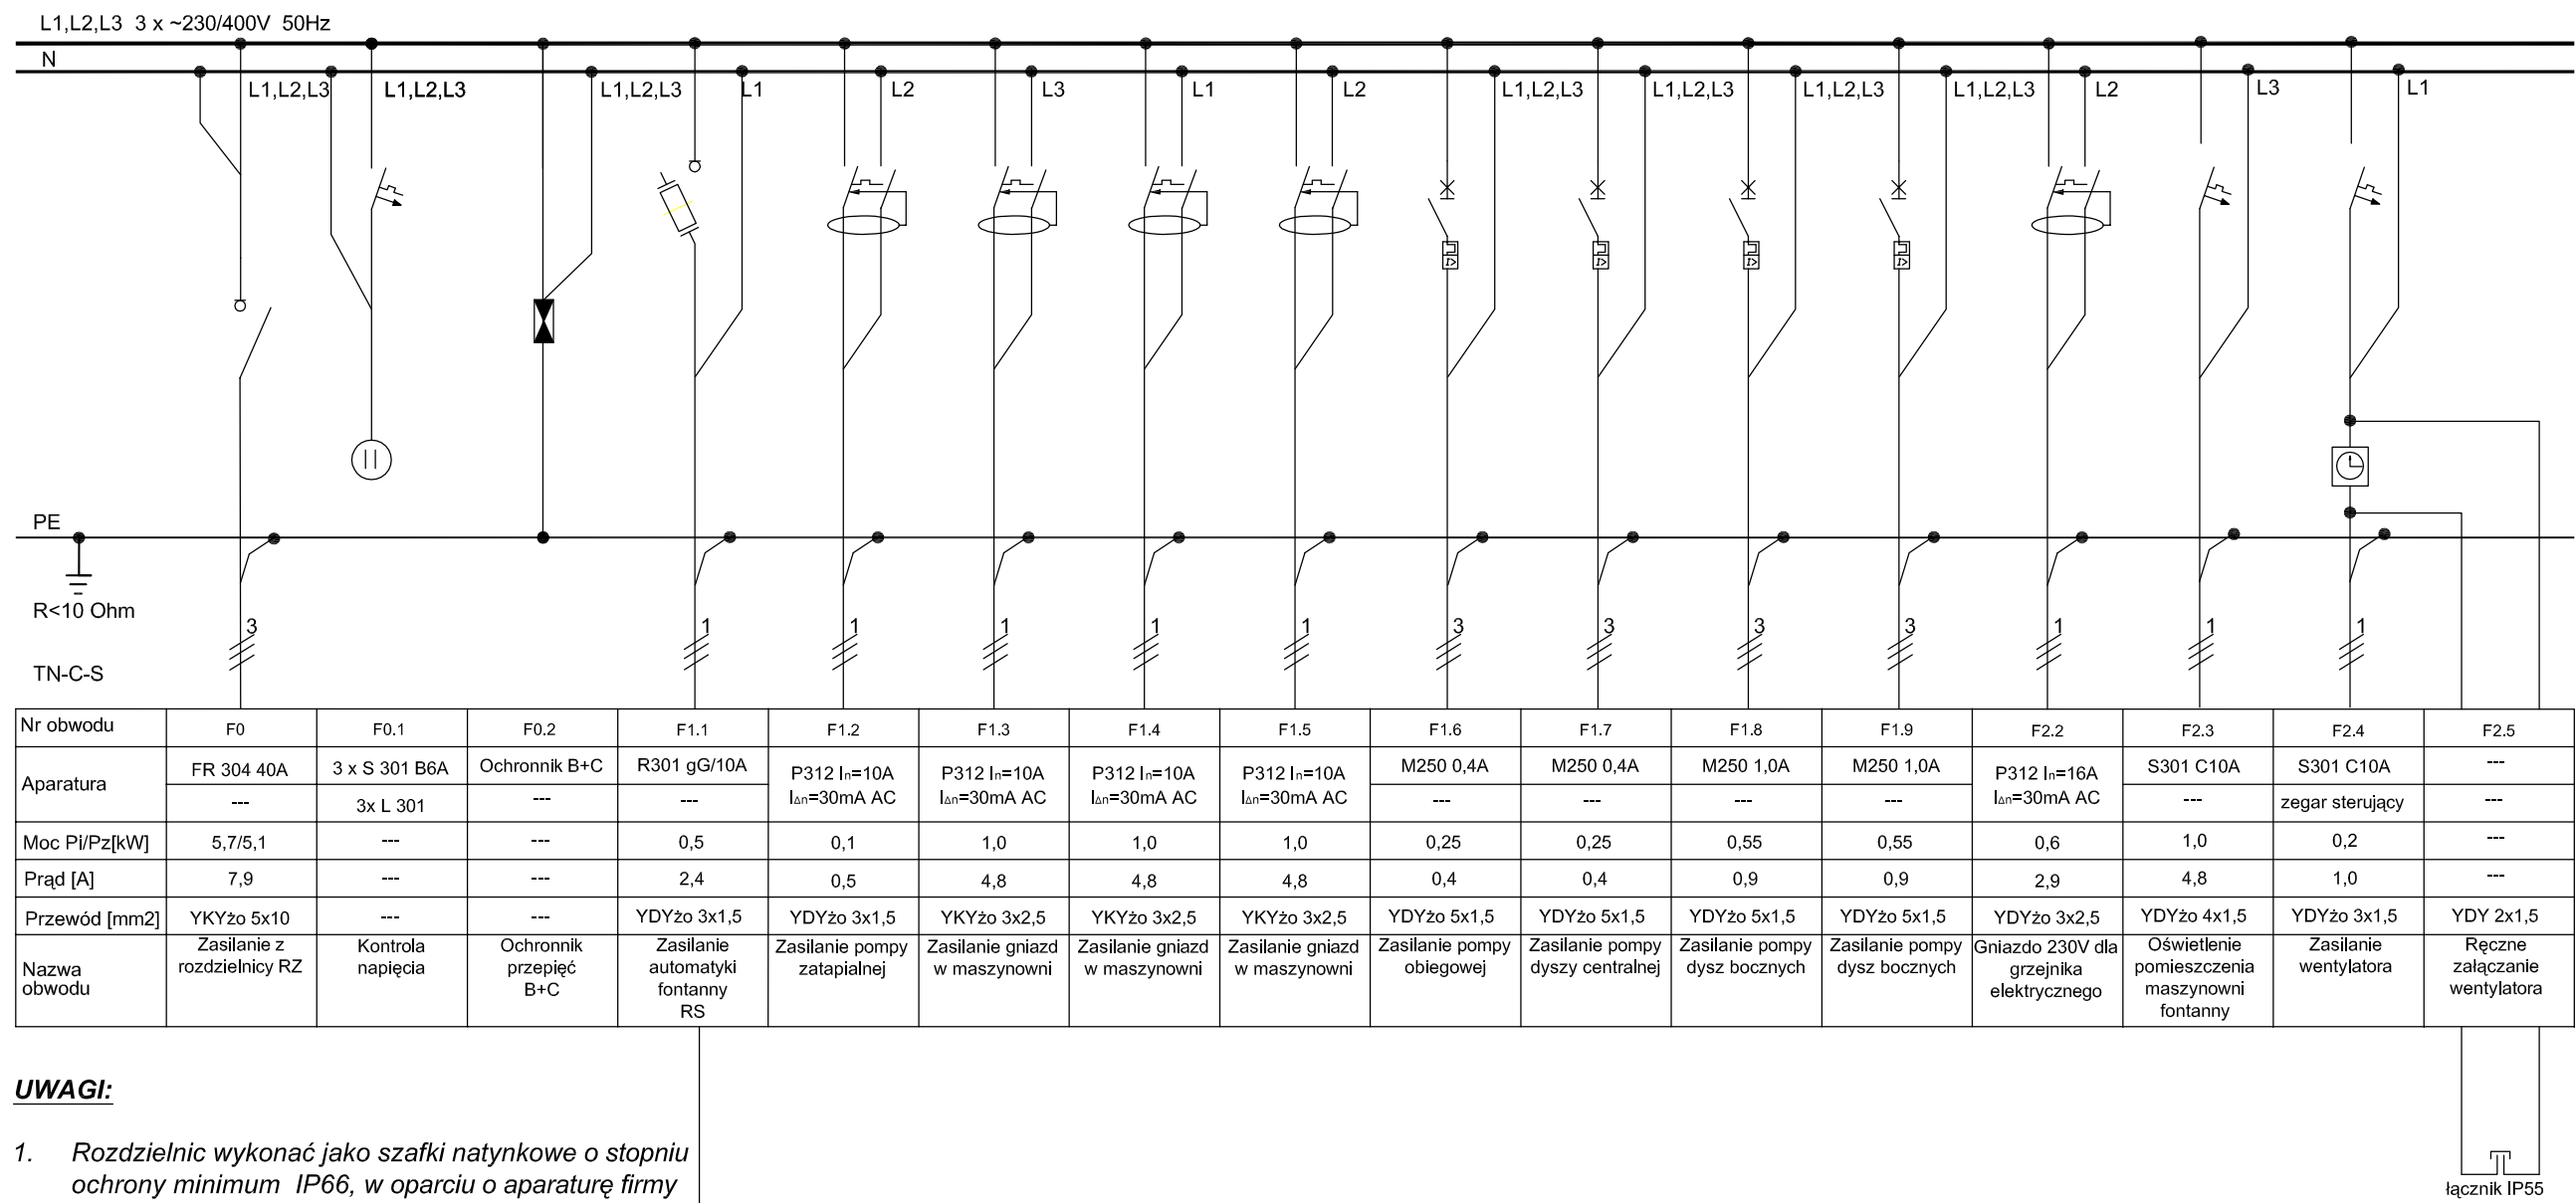 L1,L2,L3 3 x ~230/400V 50Hz
N
L1,L2,L3 L1,L2,L3 L1,L2,L3 L1 L2 L3 L1 L2 L1,L2,L3 L1,L2,L3 L1,L2,L3 L1,L2,L3 L2 L3 L1
I> I> I> I>
PE
R<10 Ohm
3 1 1 1 1 1 3 3 3 3 1 1 1
TN-C-S
Nr obwodu F0 F0.1 F0.2 F1.1 F1.2 F1.3 F1.4 F1.5 F1.6 F1.7 F1.8 F1.9 F2.2 F2.3 F2.4 F2.5
Aparatura
FR 304 40A 3 x S 301 B6A Ochronnik B+C R301 gG/10A P312 In=10A P312 In=10A P312 In=10A P312 In=10A M250 0,4A M250 0,4A M250 1,0A M250 1,0A P312 In=16A S301 C10A S301 C10A ---
--- 3x L 301 --- --- IΔn=30mA AC IΔn=30mA AC IΔn=30mA AC IΔn=30mA AC --- --- --- --- IΔn=30mA AC --- zegar sterujący ---
Moc Pi/Pz[kW] 5,7/5,1 --- --- 0,5 0,1 1,0 1,0 1,0 0,25 0,25 0,55 0,55 0,6 1,0 0,2 ---
Prąd [A] 7,9 --- --- 2,4 0,5 4,8 4,8 4,8 0,4 0,4 0,9 0,9 2,9 4,8 1,0 ---
Przewód [mm2] YKYżo 5x10 --- --- YDYżo 3x1,5 YDYżo 3x1,5 YKYżo 3x2,5 YKYżo 3x2,5 YKYżo 3x2,5 YDYżo 5x1,5 YDYżo 5x1,5 YDYżo 5x1,5 YDYżo 5x1,5 YDYżo 3x2,5 YDYżo 4x1,5 YDYżo 3x1,5 YDY 2x1,5
Nazwa
obwodu
Zasilanie z
rozdzielnicy RZ
Kontrola
napięcia
Ochronnik
przepięć
B+C
Zasilanie
automatyki
fontanny
RS
Zasilanie pompy
zatapialnej
Zasilanie gniazd
w maszynowni
Zasilanie gniazd
w maszynowni
Zasilanie gniazd
w maszynowni
Zasilanie pompy
obiegowej
Zasilanie pompy
dyszy centralnej
Zasilanie pompy
dysz bocznych
Zasilanie pompy
dysz bocznych
Gniazdo 230V dla
grzejnika
elektrycznego
Oświetlenie
pomieszczenia
maszynowni
fontanny
Zasilanie
wentylatora
Ręczne
załączanie
wentylatora
UWAGI:
1. Rozdzielnic wykonać jako szafki natynkowe o stopniu
ochrony minimum IP66, w oparciu o aparaturę firmy
łącznik IP55